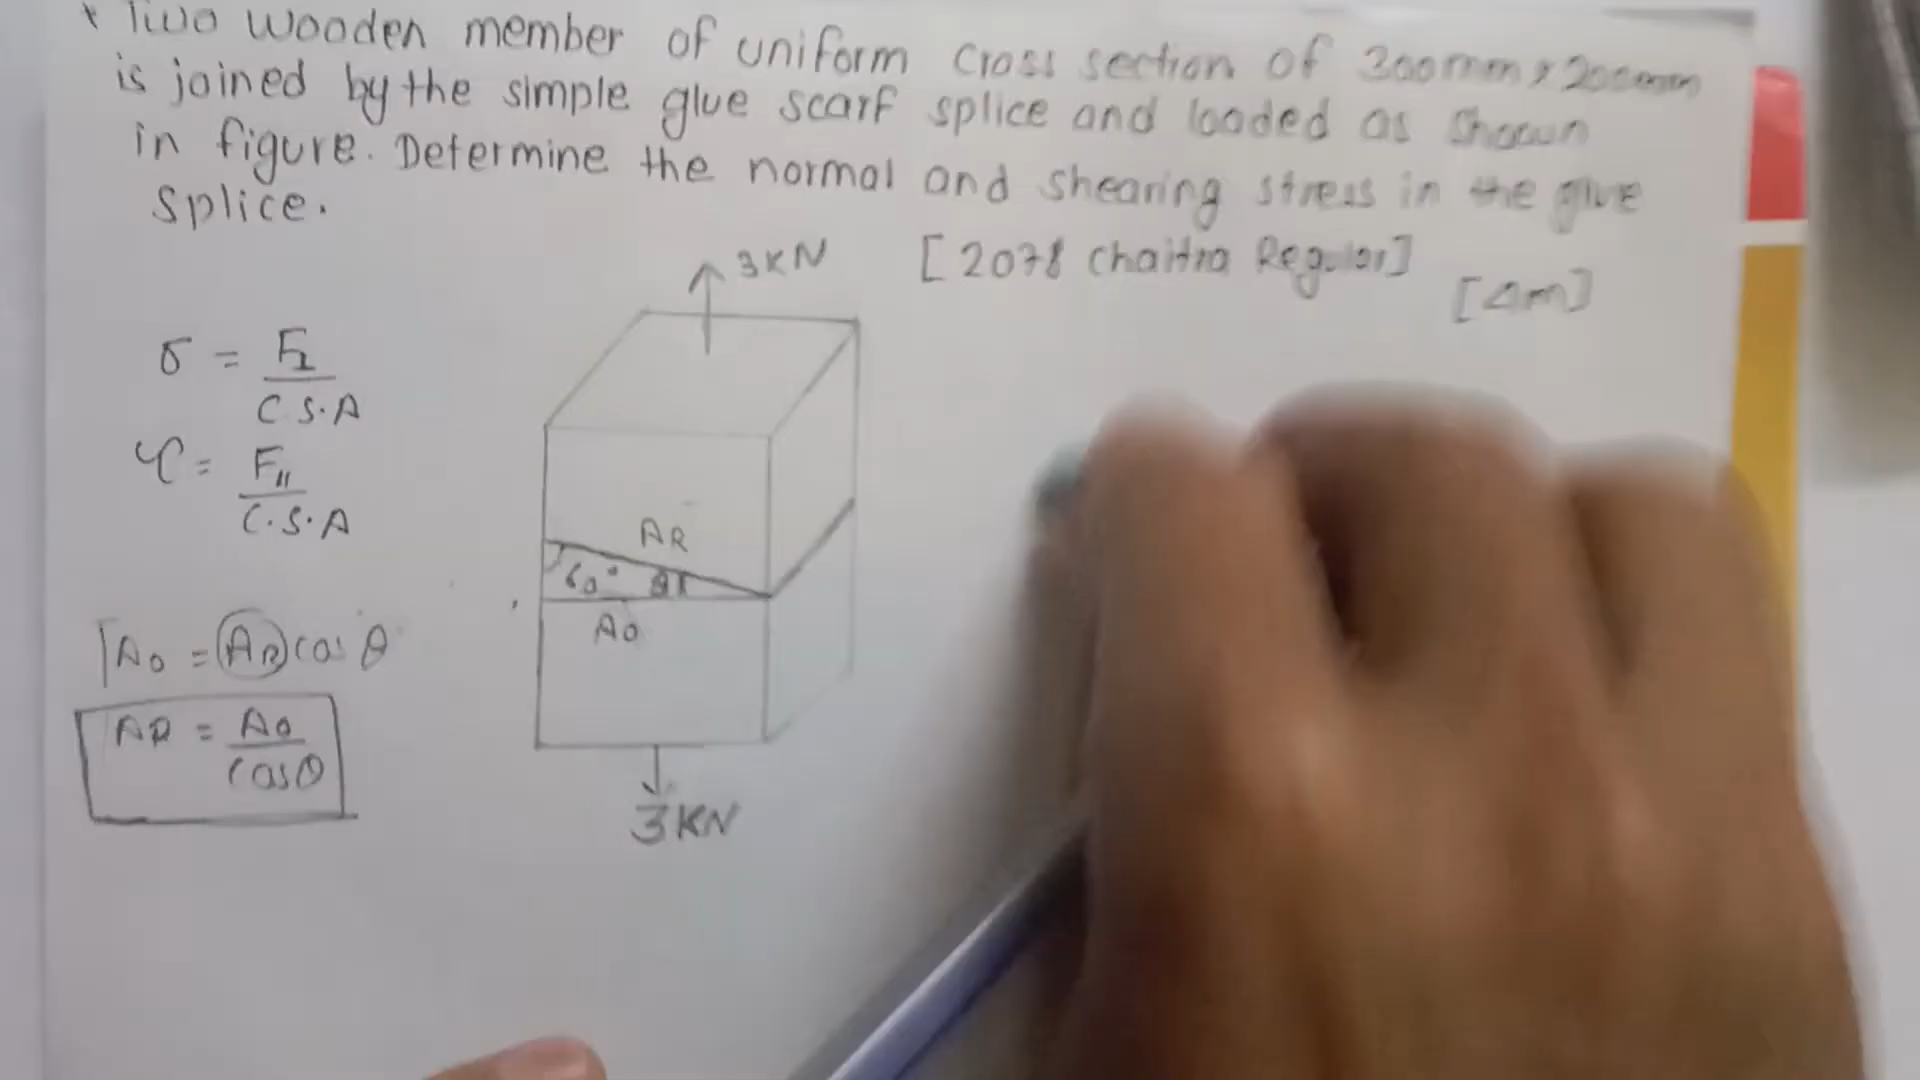 * Two wooden member of uniform cross section of 300mm x 200mm
is joined by the simple glue scarf splice and loaded as shown
in figure. Determine the normal and shearing stress in the glue
splice.
[2078 Chaitra Regular]
[4m]
3KN
σ = F⊥ / C.S.A
τ = F∥ / C.S.A
AR
60° θ
A0
A0 = AR cos θ
AR = A0 / cosθ
3KN